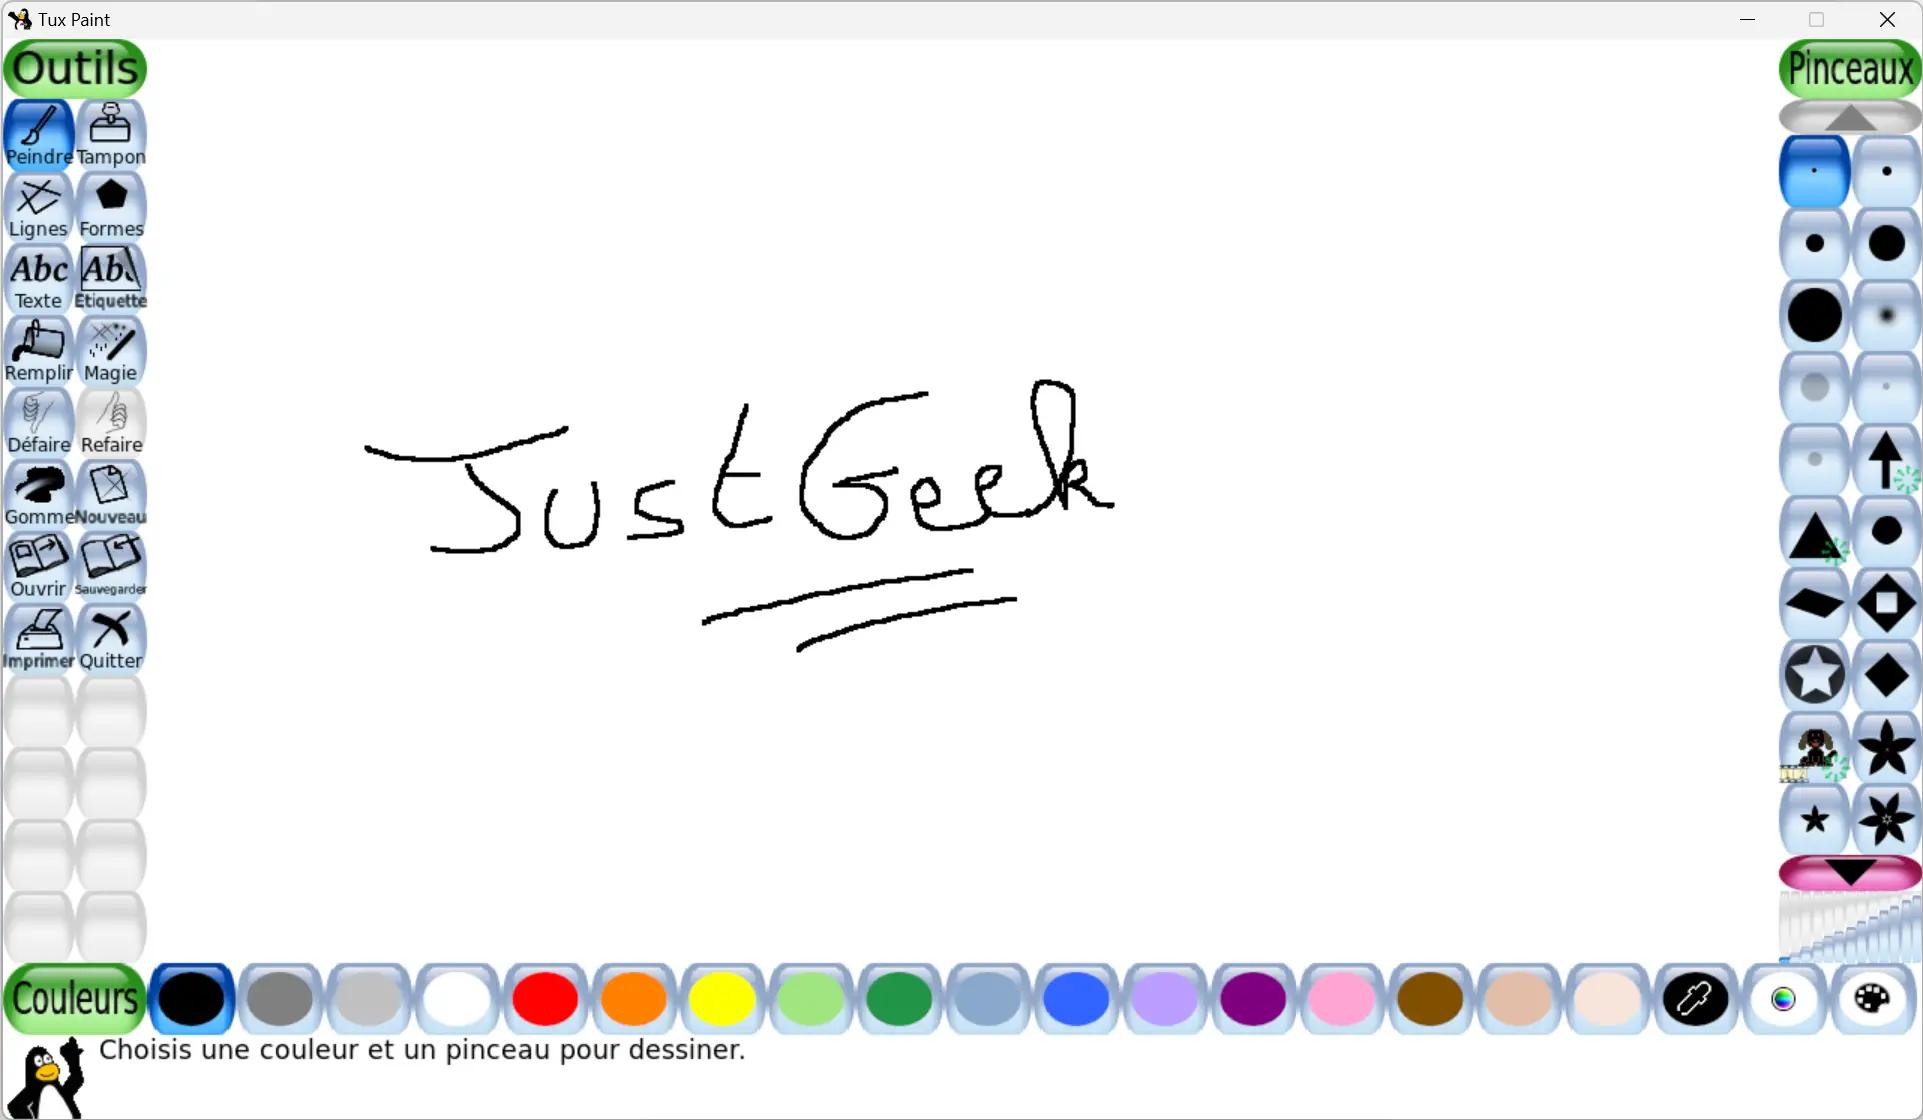 Tux Paint
Outils
Pinceaux
Peindre Tampon
Lignes Formes
Abc Abc
Texte Etiquette
Remplir Magie
Défaire Refaire
Gomme Nouveau
Ouvrir Sauvegarder
Imprimer Quitter
JustGeek
Couleurs
Choisis une couleur et un pinceau pour dessiner.